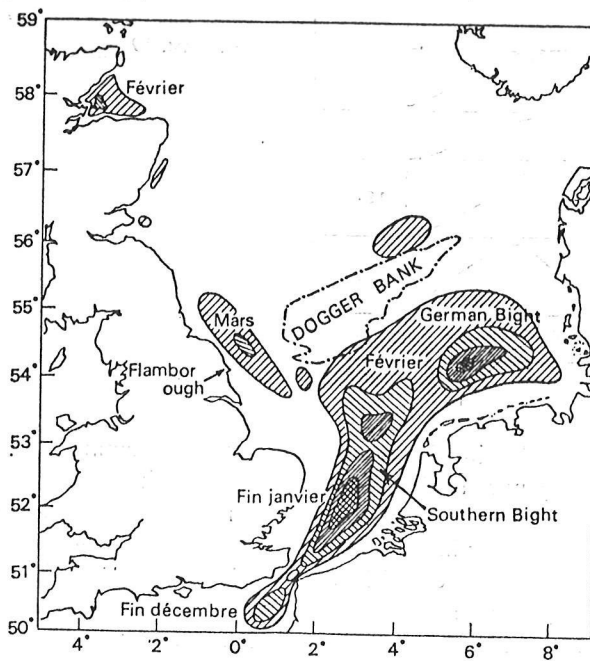 59°
58°
57°
56°
55°
54°
53°
52°
51°
50°
Février
DOGGER BANK
Mars
German Bight
Février
Flambor
ough
Fin janvier
Southern Bight
Fin décembre
4° 2° 0° 2° 4° 6° 8°